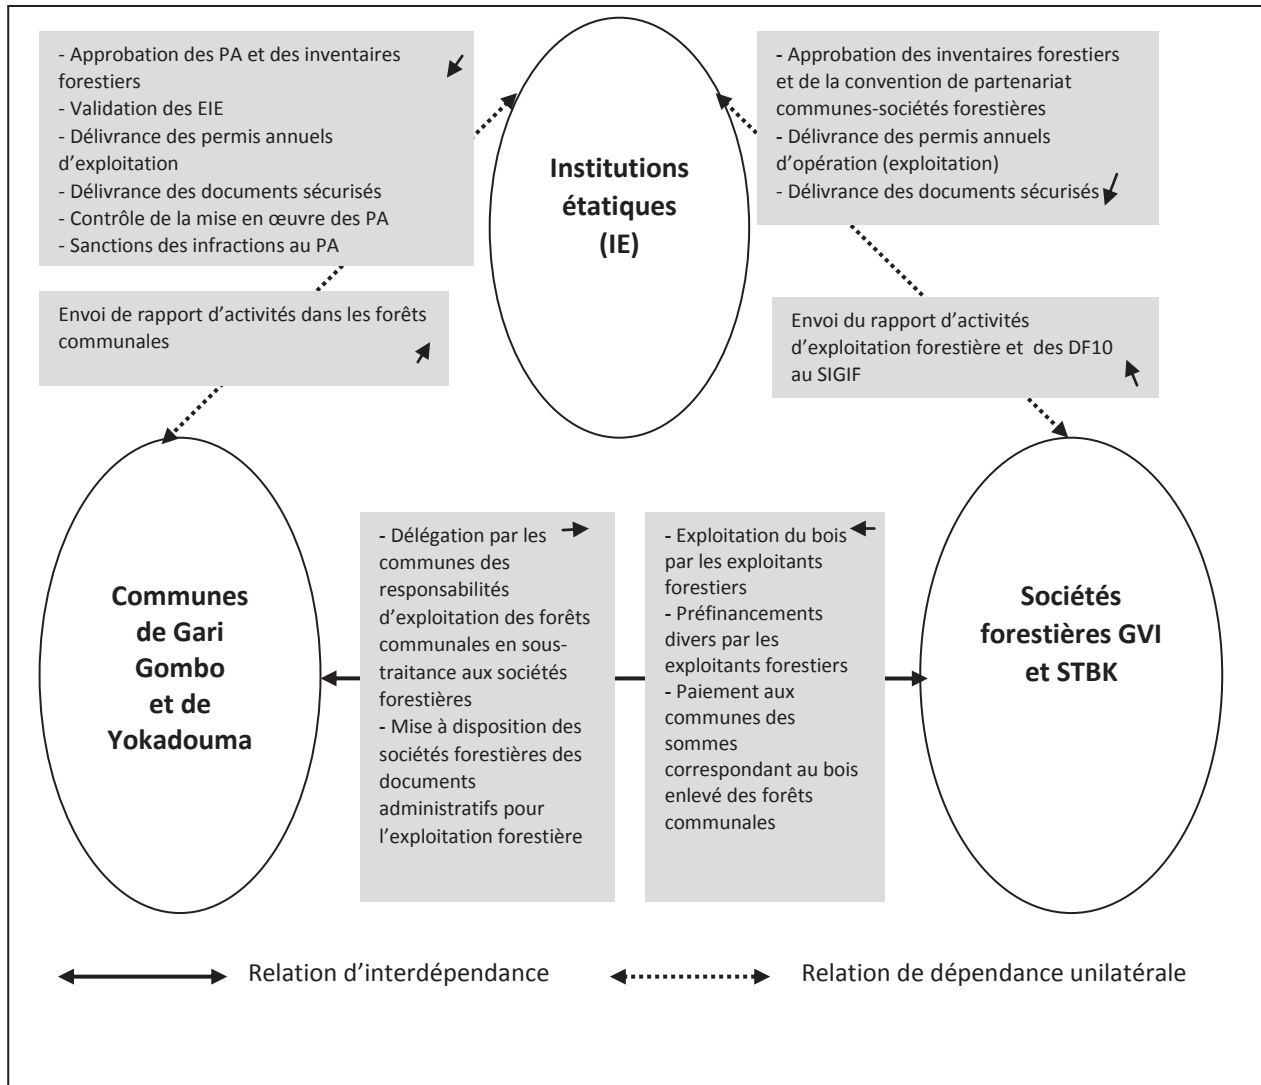 - Approbation des PA et des inventaires
forestiers
- Validation des EIE
- Délivrance des permis annuels
d’exploitation
- Délivrance des documents sécurisés
- Contrôle de la mise en œuvre des PA
- Sanctions des infractions au PA
Envoi de rapport d’activités dans les forêts
communales
Institutions
étatiques
(IE)
- Approbation des inventaires forestiers
et de la convention de partenariat
communes-sociétés forestières
- Délivrance des permis annuels
d’opération (exploitation)
- Délivrance des documents sécurisés
Envoi du rapport d’activités
d’exploitation forestière et des DF10
au SIGIF
Communes
de Gari
Gombo
et de
Yokadouma
- Délégation par les
communes des
responsabilités
d’exploitation des forêts
communales en sous-
traitance aux sociétés
forestières
- Mise à disposition des
sociétés forestières des
documents
administratifs pour
l’exploitation forestière
- Exploitation du bois
par les exploitants
forestiers
- Préfinancements
divers par les
exploitants forestiers
- Paiement aux
communes des
sommes
correspondant au bois
enlevé des forêts
communales
Sociétés
forestières GVI
et STBK
Relation d’interdépendance
Relation de dépendance unilatérale